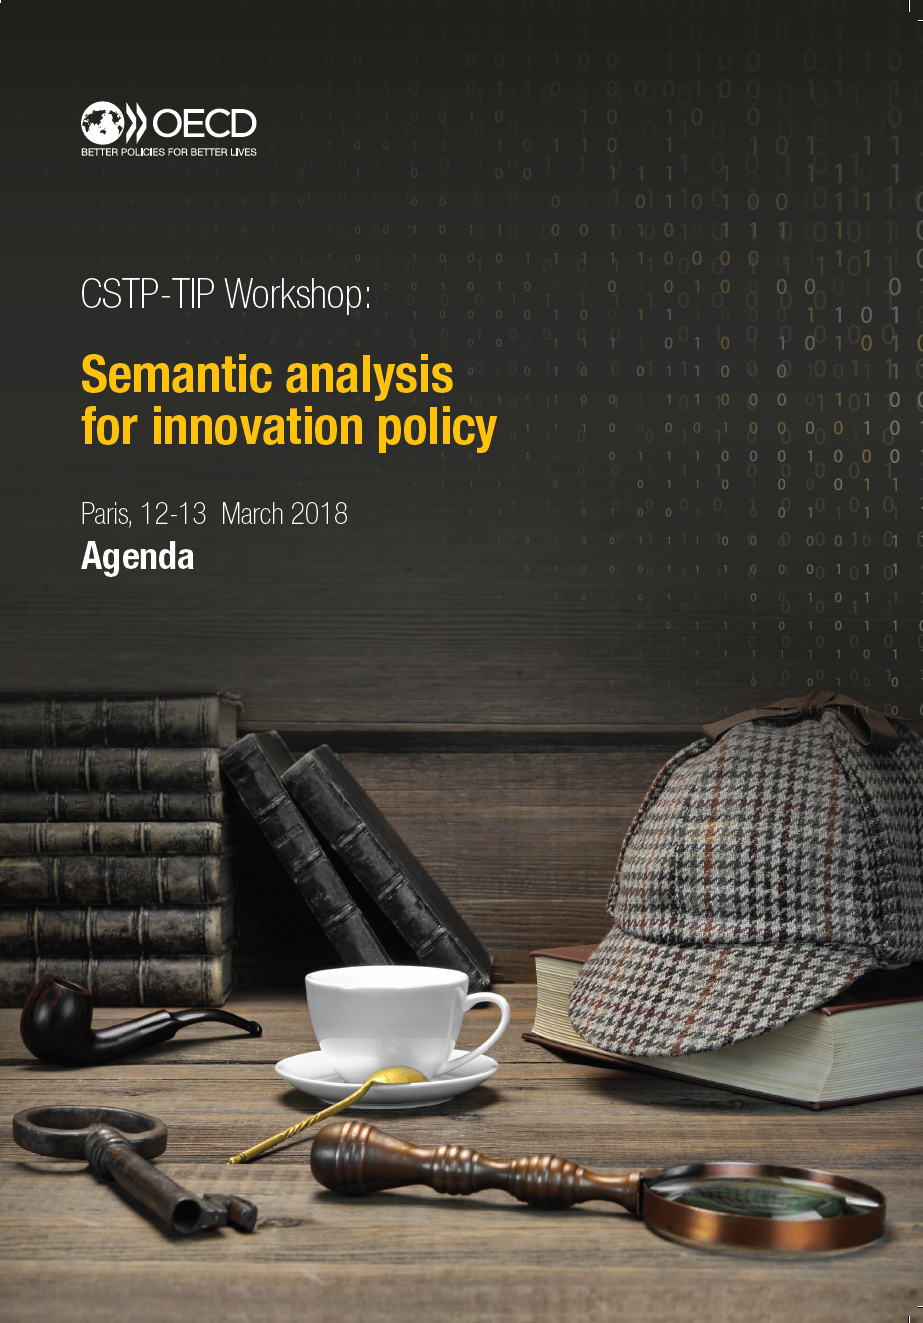 OECD
BETTER POLICIES FOR BETTER LIVES
CSTP-TIP Workshop:
Semantic analysis
for innovation policy
Paris, 12-13 March 2018
Agenda